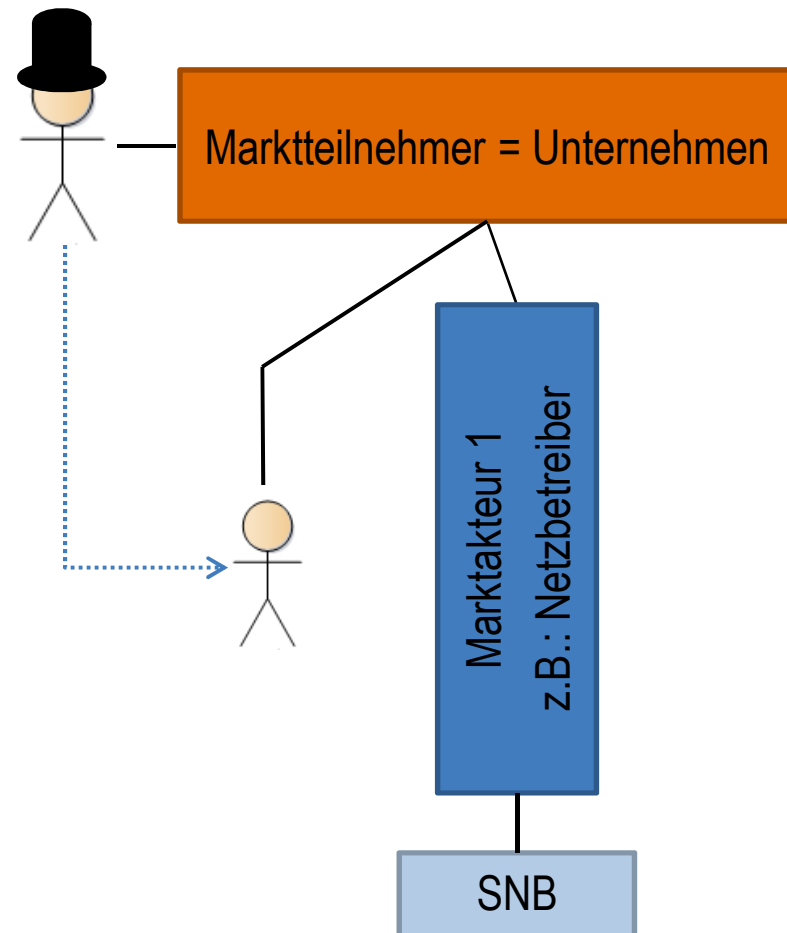 Marktteilnehmer = Unternehmen
Marktakteur 1
z.B.: Netzbetreiber
SNB